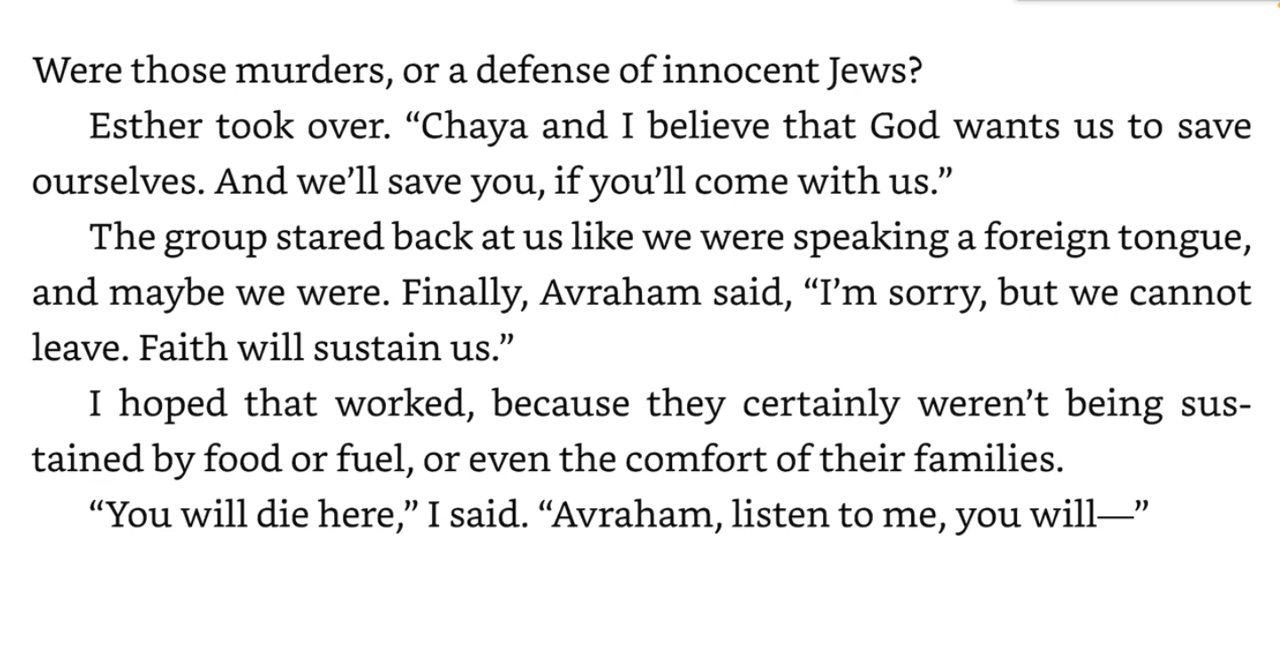 Were those murders, or a defense of innocent Jews?
Esther took over. “Chaya and I believe that God wants us to save
ourselves. And we’ll save you, if you’ll come with us.”
The group stared back at us like we were speaking a foreign tongue,
and maybe we were. Finally, Avraham said, “I’m sorry, but we cannot
leave. Faith will sustain us.”
I hoped that worked, because they certainly weren’t being sus-
tained by food or fuel, or even the comfort of their families.
“You will die here,” I said. “Avraham, listen to me, you will—”